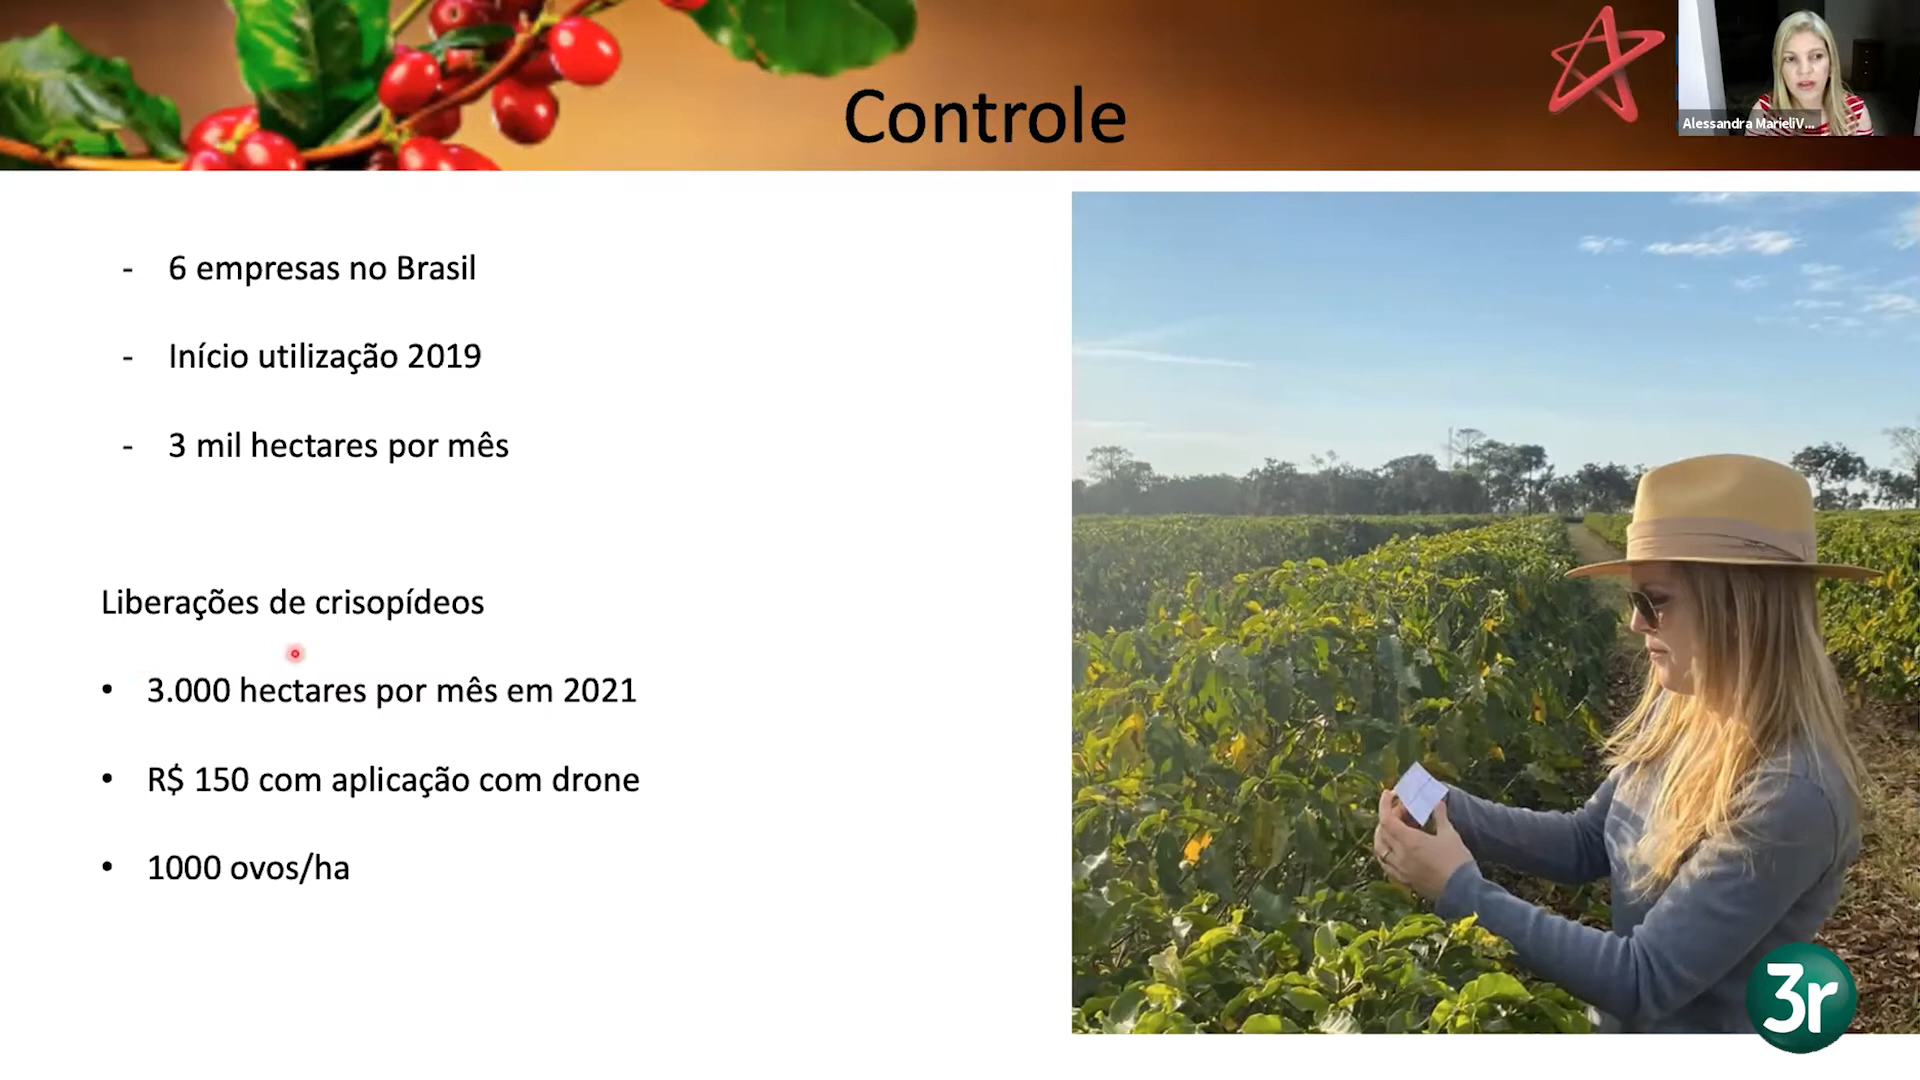 Controle
Alessandra MarieliV...
- 6 empresas no Brasil
- Início utilização 2019
- 3 mil hectares por mês
Liberações de crisopídeos
• 3.000 hectares por mês em 2021
• R$ 150 com aplicação com drone
• 1000 ovos/ha
3r